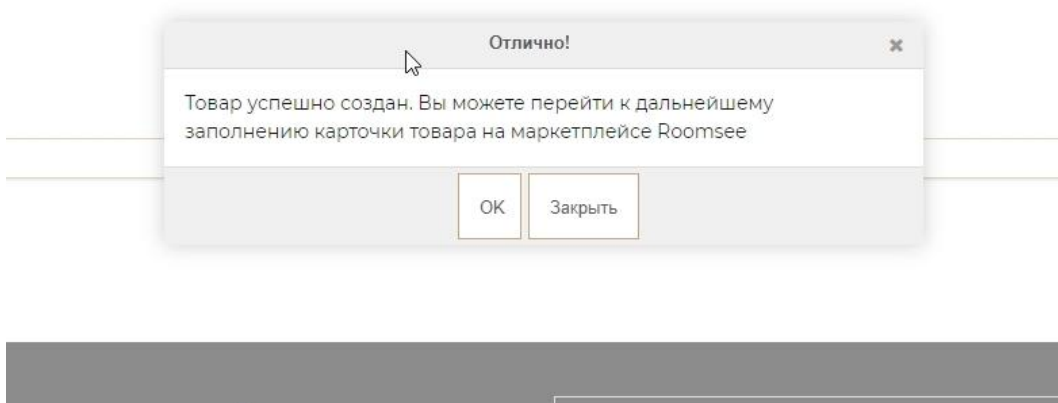 Отлично!
Товар успешно создан. Вы можете перейти к дальнейшему
заполнению карточки товара на маркетплейсе Roomsee
OK
Закрыть